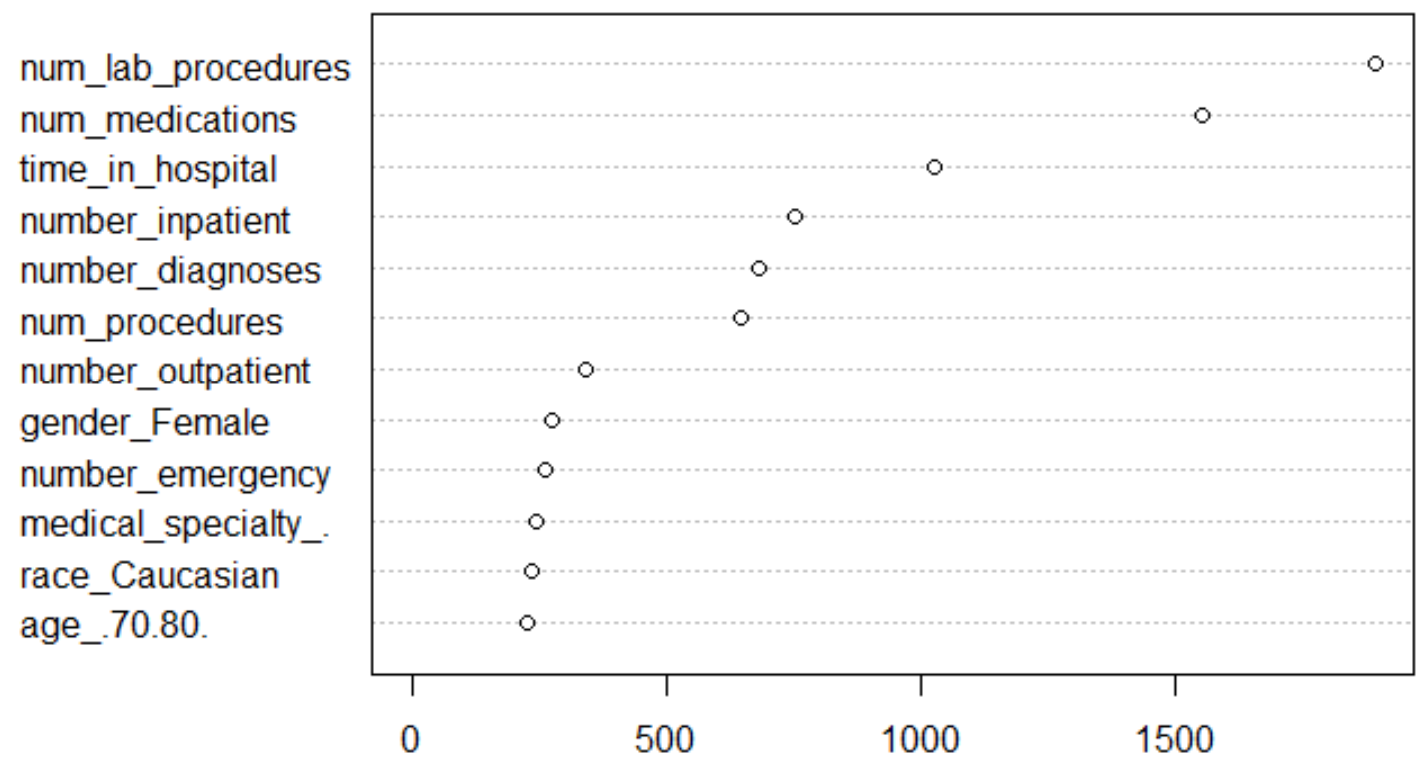 num_lab_procedures
num_medications
time_in_hospital
number_inpatient
number_diagnoses
num_procedures
number_outpatient
gender_Female
number_emergency
medical_specialty_.
race_Caucasian
age_.70.80.
0 500 1000 1500